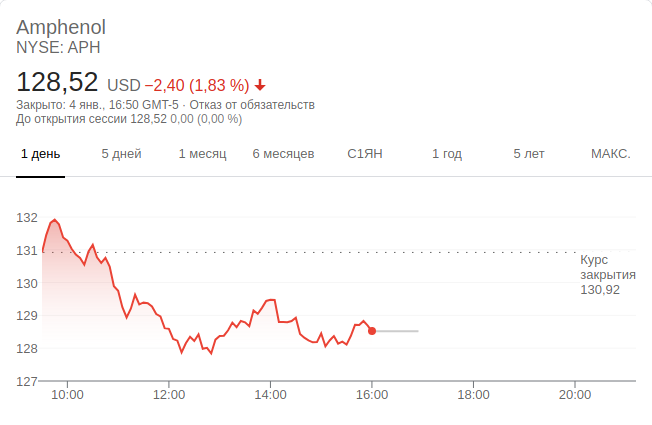 Amphenol
NYSE: APH
128,52 USD −2,40 (1,83 %)
Закрыто: 4 янв., 16:50 GMT-5 · Отказ от обязательств
До открытия сессии 128,52 0,00 (0,00 %)
1 день 5 дней 1 месяц 6 месяцев С1ЯН 1 год 5 лет МАКС.
132
131
130
129
128
127
Курс
закрытия
130,92
10:00 12:00 14:00 16:00 18:00 20:00